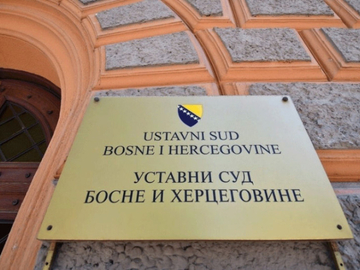 USTAVNI SUD
BOSNE I HERCEGOVINE
УСТАВНИ СУД
БОСНЕ И ХЕРЦЕГОВИНЕ